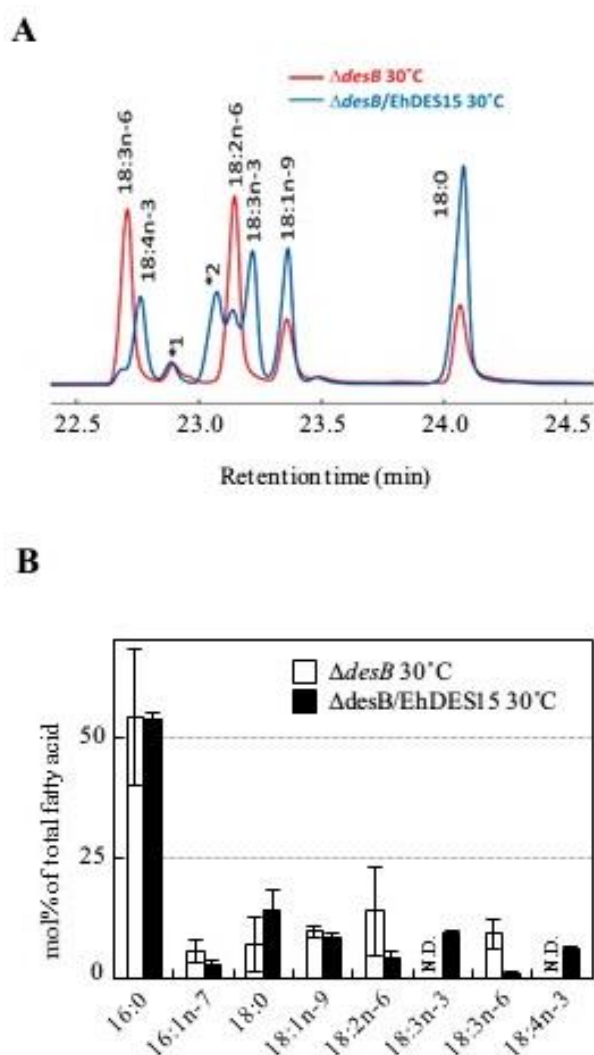 A
ΔdesB 30˚C
ΔdesB/EhDES15 30˚C
18:3n-6
18:4n-3
*1
*2
18:2n-6
18:3n-3
18:1n-9
18:0
22.5 23.0 23.5 24.0 24.5
Retention time (min)
B
ΔdesB 30˚C
ΔdesB/EhDES15 30˚C
mol% of total fatty acid
50
25
0
N.D. N.D.
16:0 16:1n-7 18:0 18:1n-9 18:2n-6 18:3n-3 18:3n-6 18:4n-3